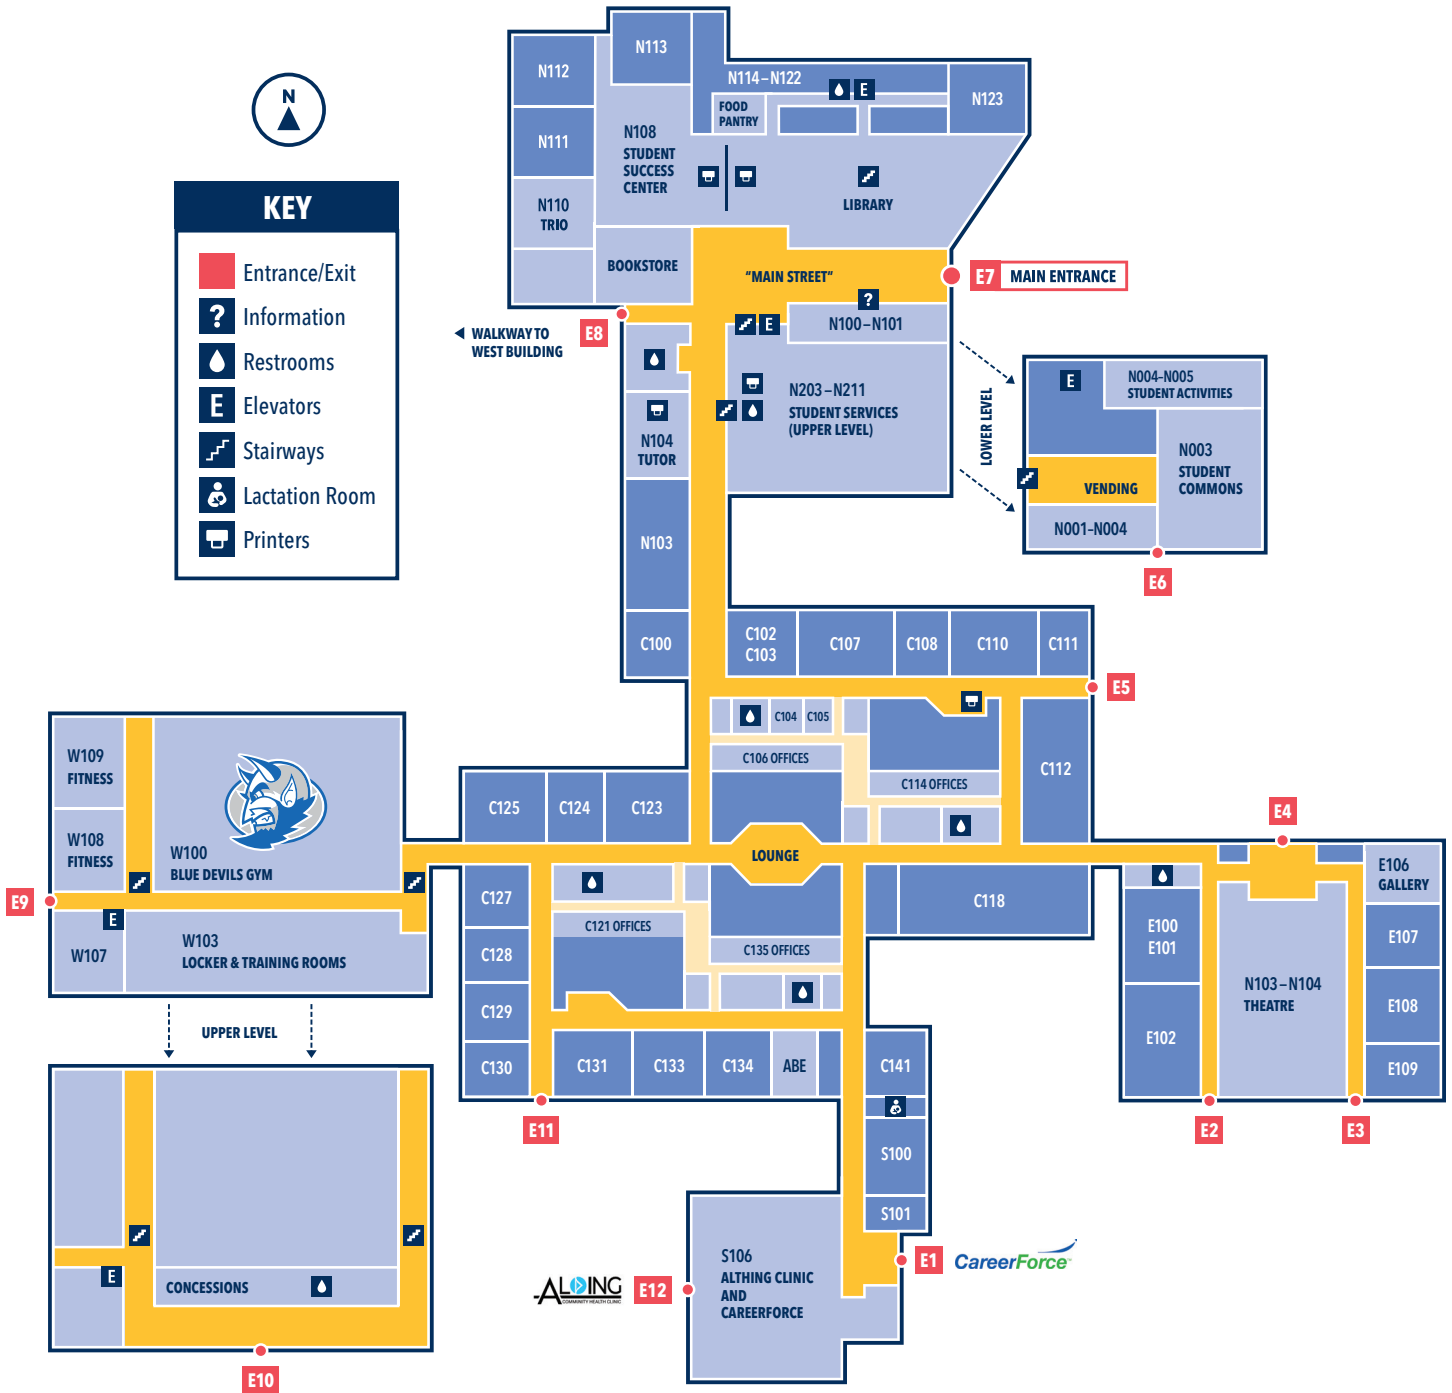 N
KEY
Entrance/Exit
?
Information
Restrooms
E
Elevators
Stairways
Lactation Room
Printers
N112
N113
N114–N122
E
N123
FOOD
PANTRY
N111
N108
STUDENT
SUCCESS
CENTER
N110
TRIO
LIBRARY
BOOKSTORE
"MAIN STREET"
E7
MAIN ENTRANCE
?
E8
WALKWAY TO
WEST BUILDING
E
N100–N101
N203–N211
STUDENT SERVICES
(UPPER LEVEL)
N104
TUTOR
LOWER LEVEL
E
N004–N005
STUDENT ACTIVITIES
N003
STUDENT
COMMONS
VENDING
N001–N004
E6
N103
C100
C102
C103
C107
C108
C110
C111
E5
C104
C105
C106 OFFICES
C114 OFFICES
C112
W109
FITNESS
W108
FITNESS
W100
BLUE DEVILS GYM
E9
E
W107
W103
LOCKER & TRAINING ROOMS
UPPER LEVEL
C125
C124
C123
LOUNGE
E4
C127
C121 OFFICES
C135 OFFICES
C118
C128
C129
C130
C131
C133
C134
ABE
C141
E11
E100
E101
E102
E106
GALLERY
E107
N103–N104
THEATRE
E108
E109
E2
E3
S100
S101
S106
ALTHING CLINIC
AND
CAREERFORCE
E1
CareerForce
E12
COMMUNITY HEALTH CLINIC
E
CONCESSIONS
E10